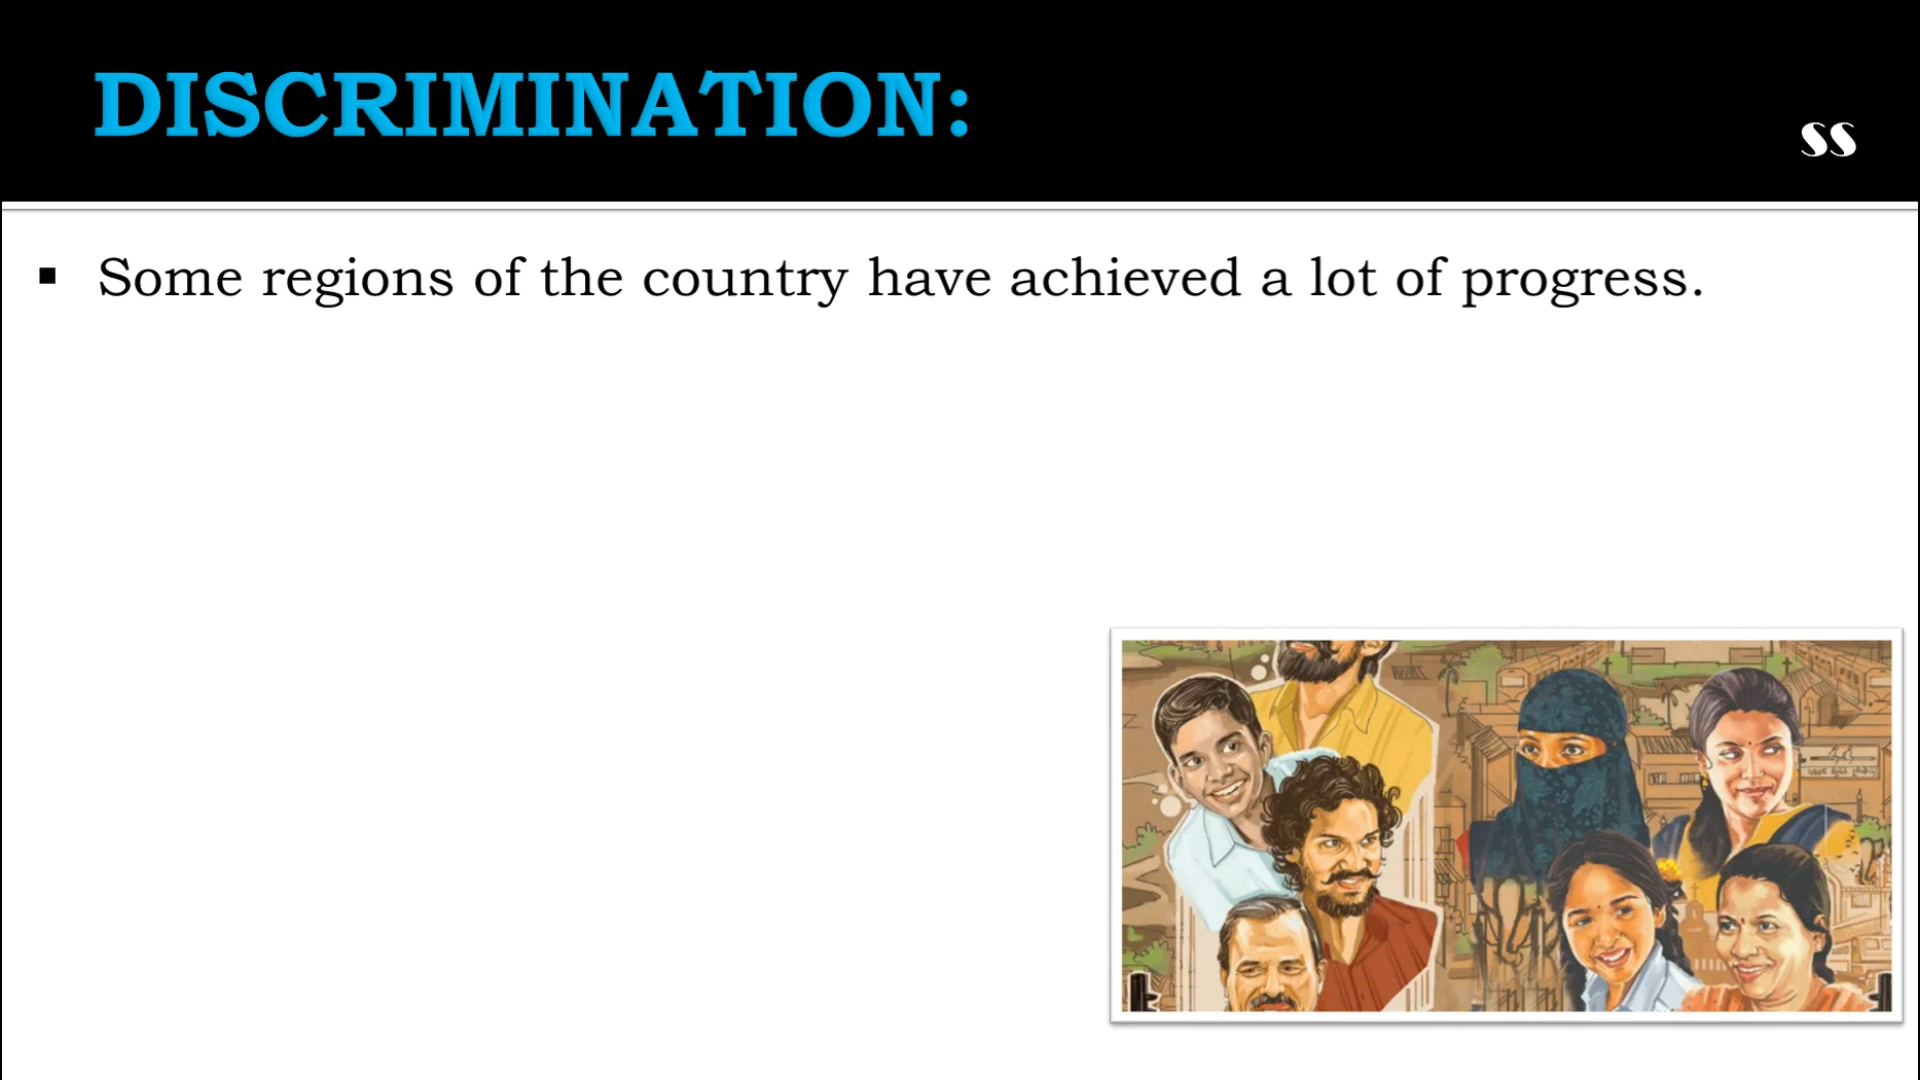 DISCRIMINATION:
SS
▪ Some regions of the country have achieved a lot of progress.